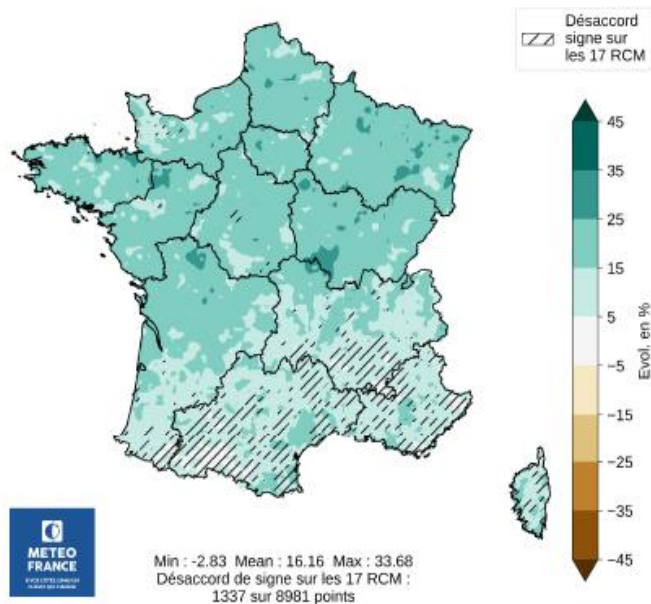 Désaccord
signe sur
les 17 RCM
45
35
25
15
5
−5
−15
−25
−35
−45
Evol. en %
METEO
FRANCE
Min : -2.83 Mean : 16.16 Max : 33.68
Désaccord de signe sur les 17 RCM :
1337 sur 8981 points